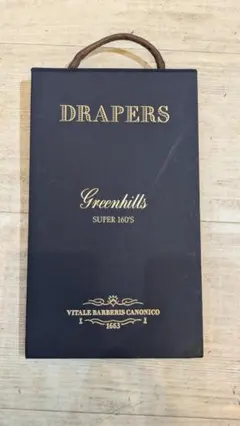 DRAPERS
Greenhills
SUPER 160'S
VITALE BARBERIS CANONICO
1663